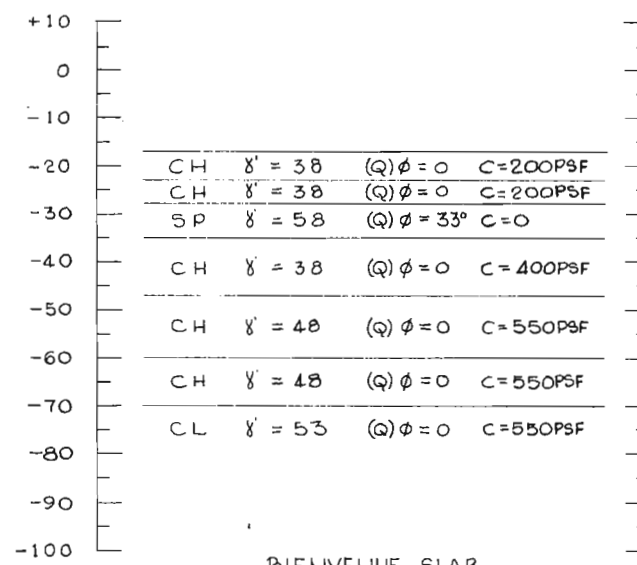 +10
0
-10
-20 CH γ' = 38 (Q) φ = 0 C = 200PSF
CH γ' = 38 (Q) φ = 0 C = 200PSF
-30 SP γ' = 58 (Q) φ = 33° C = 0
-40 CH γ' = 38 (Q) φ = 0 C = 400PSF
-50
CH γ' = 48 (Q) φ = 0 C = 550PSF
-60
CH γ' = 48 (Q) φ = 0 C = 550PSF
-70
CL γ' = 53 (Q) φ = 0 C = 550PSF
-80
-90
-100
BIENVENUE SLAB